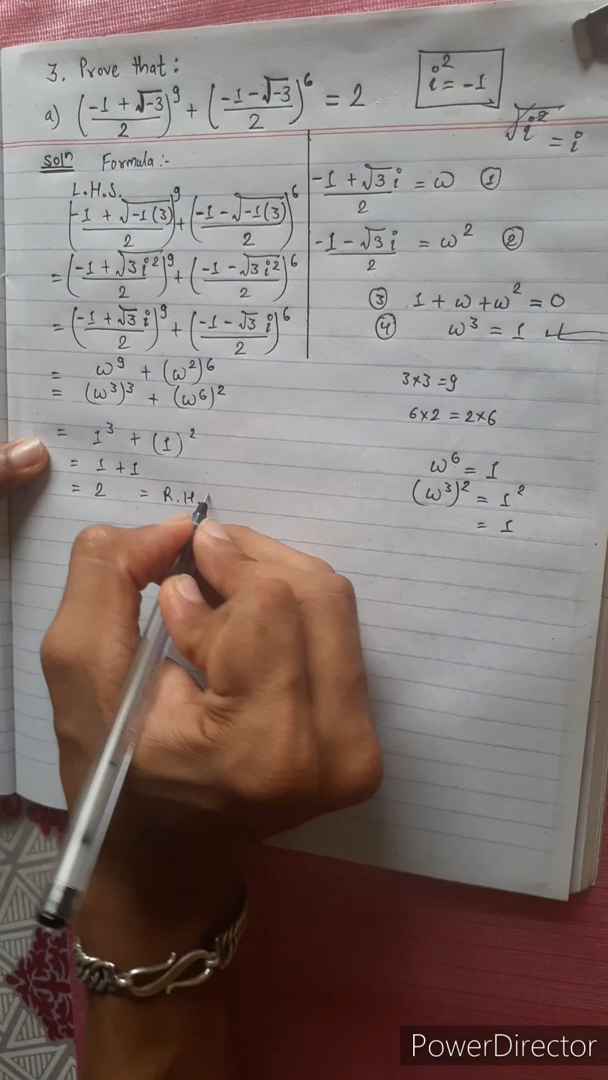 3. Prove that:
a) ((-1 + √-3)/2)^9 + ((-1 - √-3)/2)^6 = 2
i² = -1
√i² = i
Soln Formula :-
L.H.S.
((-1 + √-1(3))/2)^9 + ((-1 - √-1(3))/2)^6
= ((-1 + √3i²)/2)^9 + ((-1 - √3i²)/2)^6
= ((-1 + √3 i)/2)^9 + ((-1 - √3 i)/2)^6
= ω^9 + (ω²)^6
= (ω³)³ + (ω^6)²
= 1³ + (1)²
= 1 + 1
= 2 = R.H.
(-1 + √3 i)/2 = ω ①
(-1 - √3 i)/2 = ω² ②
③ 1 + ω + ω² = 0
④ ω³ = 1
3×3 = 9
6×2 = 2×6
ω^6 = 1
(ω³)² = 1²
= 1
PowerDirector